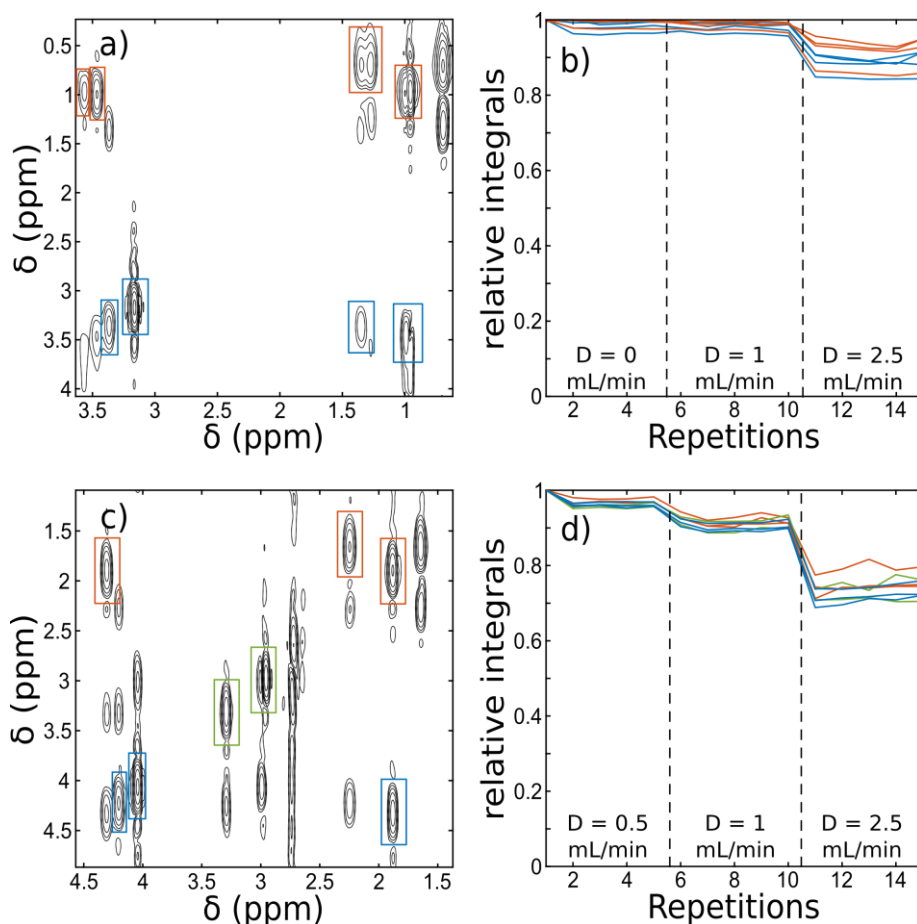 a)
0.5
1
1.5
2
2.5
3
3.5
4
δ (ppm)
3.5 3 2.5 2 1.5 1
δ (ppm)
b)
1
0.8
0.6
0.4
0.2
0
relative integrals
D = 0 D = 1 D = 2.5
mL/min mL/min mL/min
2 4 6 8 10 12 14
Repetitions
c)
1.5
2
2.5
3
3.5
4
4.5
δ (ppm)
4.5 4 3.5 3 2.5 2 1.5
δ (ppm)
d)
1
0.8
0.6
0.4
0.2
0
relative integrals
D = 0.5 D = 1 D = 2.5
mL/min mL/min mL/min
2 4 6 8 10 12 14
Repetitions